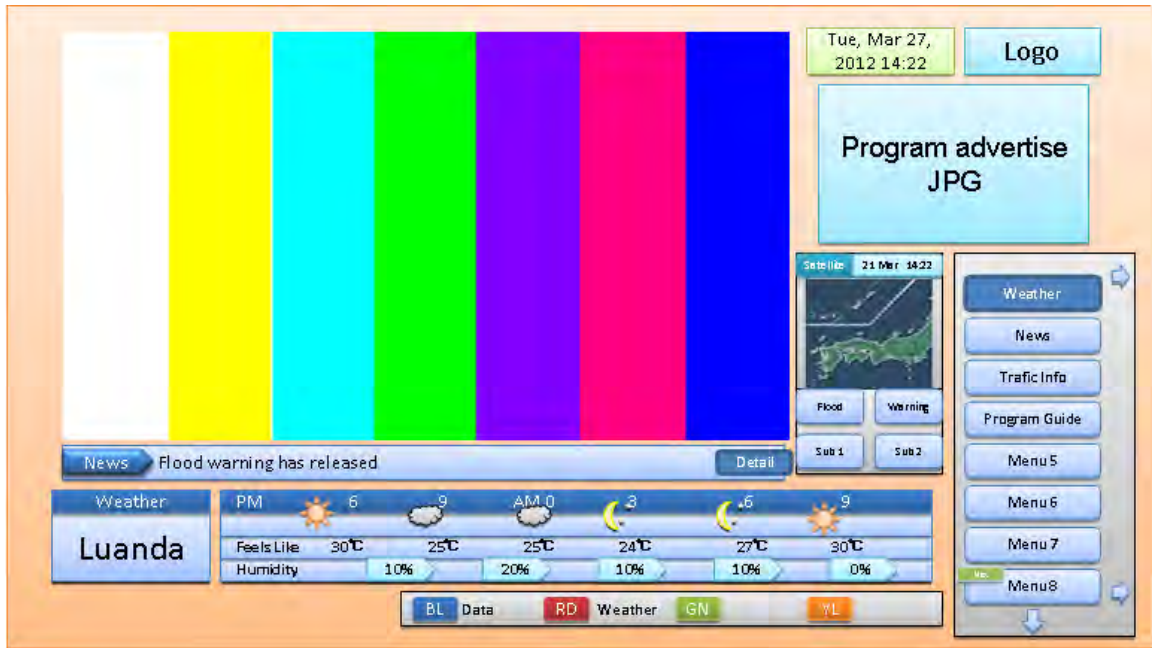 Tue, Mar 27,
2012 14:22
Logo
Program advertise
JPG
Satellite 21 Mar 14:22
Flood Warning
Sub 1 Sub 2
Weather
News
Trafic Info
Program Guide
Menu 5
Menu 6
Menu 7
Menu 8
News Flood warning has released Detail
Weather
Luanda
PM 6 9 AM 0 3 6 9
Feels Like 30℃ 25℃ 25℃ 24℃ 27℃ 30℃
Humidity 10% 20% 10% 10% 0%
BL Data RD Weather GN YL